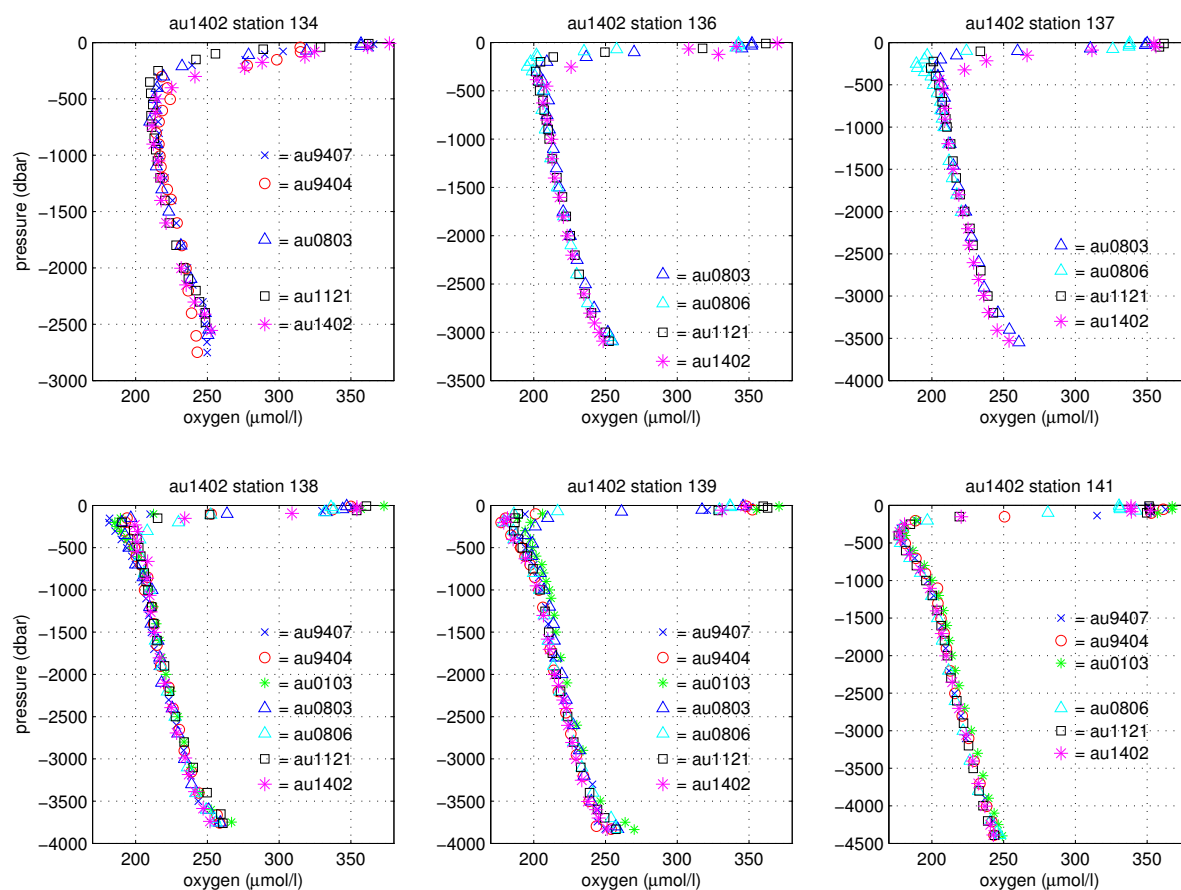 au1402 station 134
0
−500
−1000
−1500
−2000
−2500
−3000
200 250 300 350
pressure (dbar)
oxygen (μmol/l)
= au9407
= au9404
= au0803
= au1121
= au1402
au1402 station 136
0
−500
−1000
−1500
−2000
−2500
−3000
−3500
200 250 300 350
oxygen (μmol/l)
= au0803
= au0806
= au1121
= au1402
au1402 station 137
0
−500
−1000
−1500
−2000
−2500
−3000
−3500
−4000
200 250 300 350
oxygen (μmol/l)
= au0803
= au0806
= au1121
= au1402
au1402 station 138
0
−500
−1000
−1500
−2000
−2500
−3000
−3500
−4000
200 250 300 350
pressure (dbar)
oxygen (μmol/l)
= au9407
= au9404
= au0103
= au0803
= au0806
= au1121
= au1402
au1402 station 139
0
−500
−1000
−1500
−2000
−2500
−3000
−3500
−4000
200 250 300 350
oxygen (μmol/l)
= au9407
= au9404
= au0103
= au0803
= au0806
= au1121
= au1402
au1402 station 141
0
−500
−1000
−1500
−2000
−2500
−3000
−3500
−4000
−4500
200 250 300 350
oxygen (μmol/l)
= au9407
= au9404
= au0103
= au0806
= au1121
= au1402